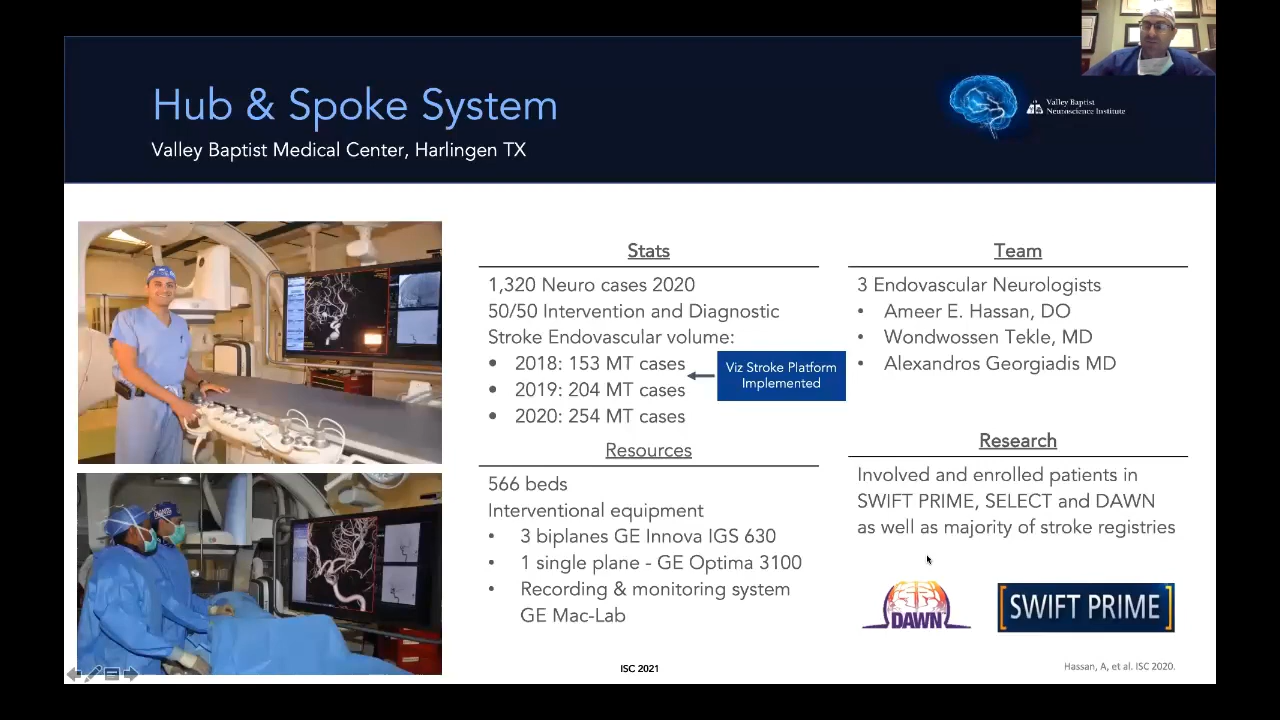 Hub & Spoke System
Valley Baptist Medical Center, Harlingen TX
Valley Baptist
Neuroscience Institute
Stats
1,320 Neuro cases 2020
50/50 Intervention and Diagnostic
Stroke Endovascular volume:
• 2018: 153 MT cases
• 2019: 204 MT cases
• 2020: 254 MT cases
Viz Stroke Platform
Implemented
Resources
566 beds
Interventional equipment
• 3 biplanes GE Innova IGS 630
• 1 single plane - GE Optima 3100
• Recording & monitoring system
GE Mac-Lab
Team
3 Endovascular Neurologists
• Ameer E. Hassan, DO
• Wondwossen Tekle, MD
• Alexandros Georgiadis MD
Research
Involved and enrolled patients in
SWIFT PRIME, SELECT and DAWN
as well as majority of stroke registries
DAWN
SWIFT PRIME
ISC 2021
Hassan, A, et al. ISC 2020.